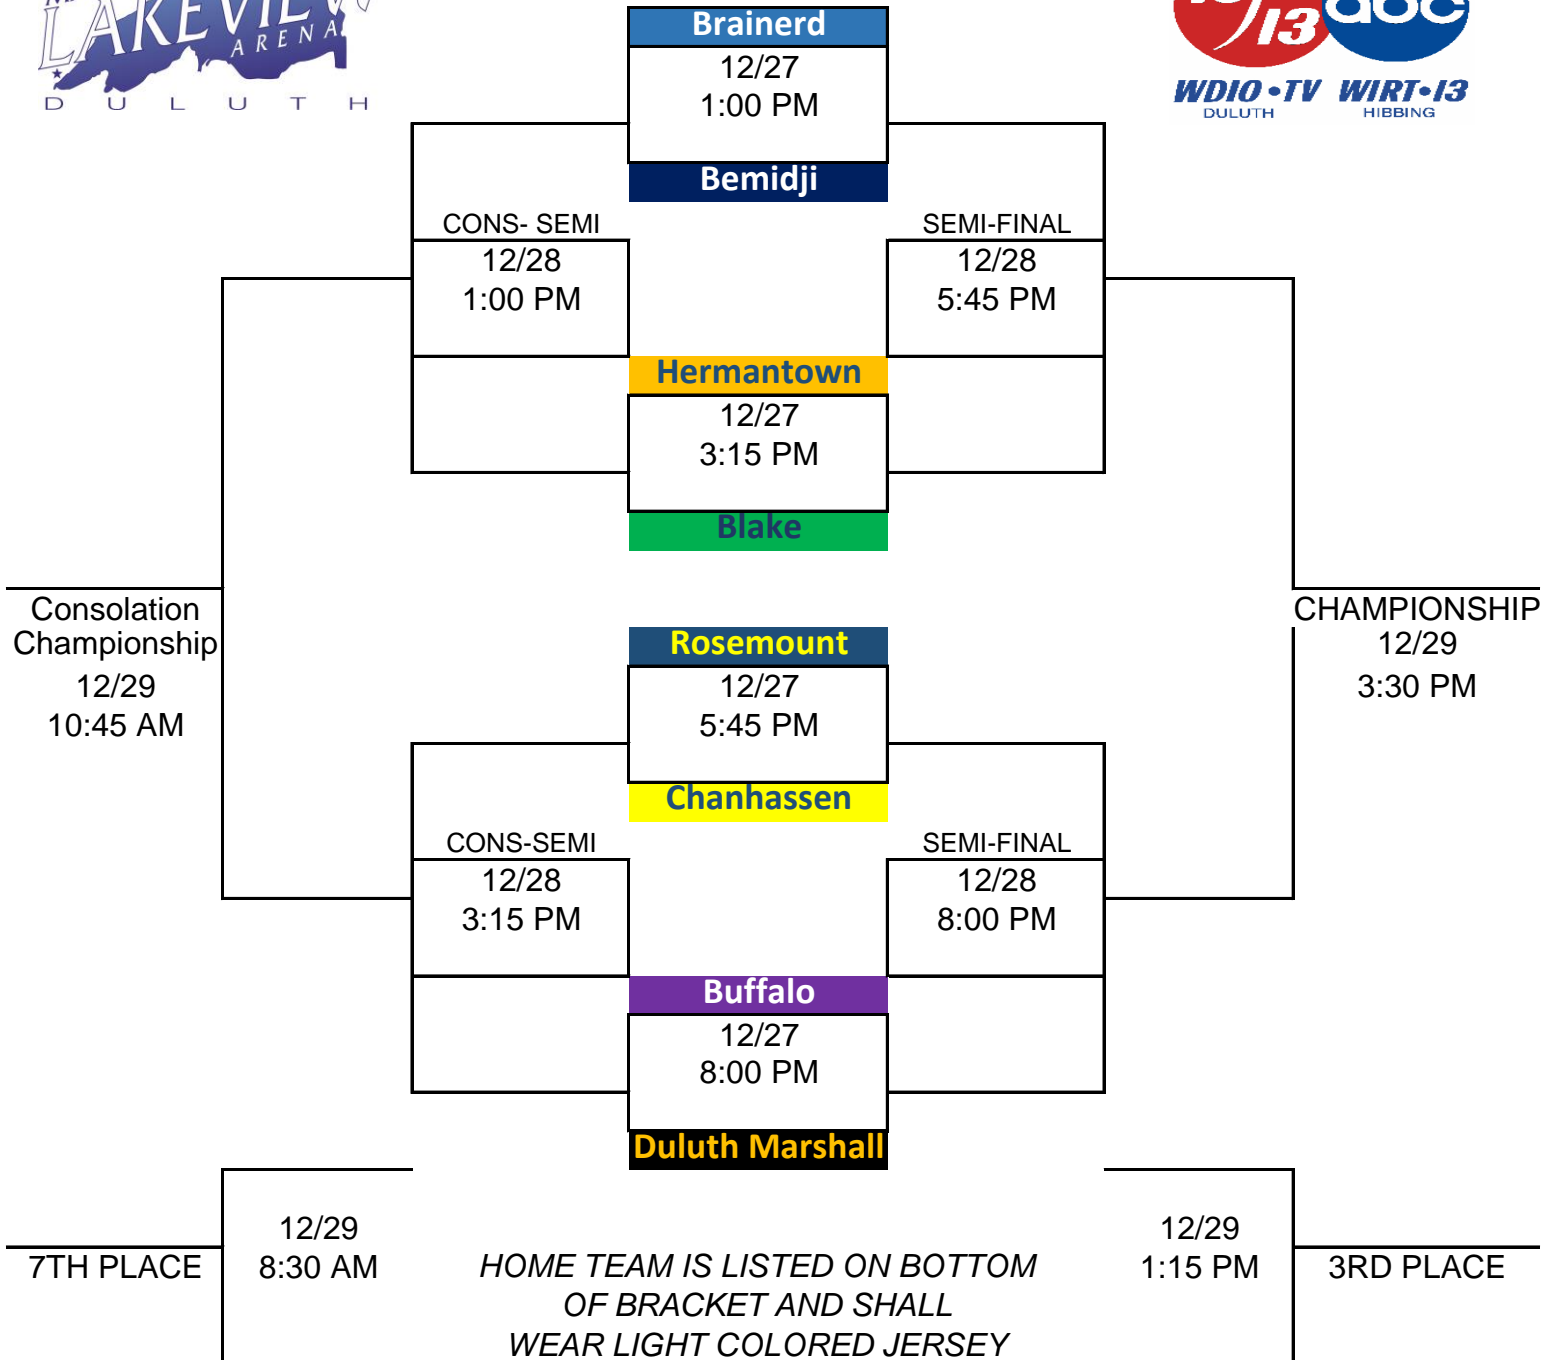 LAKEVIEW
ARENA
DULUTH
13 abc
WDIO•TV WIRT•13
DULUTH HIBBING
Brainerd
12/27
1:00 PM
Bemidji
CONS- SEMI
12/28
1:00 PM
SEMI-FINAL
12/28
5:45 PM
Hermantown
12/27
3:15 PM
Blake
Consolation
Championship
12/29
10:45 AM
CHAMPIONSHIP
12/29
3:30 PM
Rosemount
12/27
5:45 PM
Chanhassen
CONS-SEMI
12/28
3:15 PM
SEMI-FINAL
12/28
8:00 PM
Buffalo
12/27
8:00 PM
Duluth Marshall
7TH PLACE
12/29
8:30 AM
12/29
1:15 PM
3RD PLACE
HOME TEAM IS LISTED ON BOTTOM
OF BRACKET AND SHALL
WEAR LIGHT COLORED JERSEY